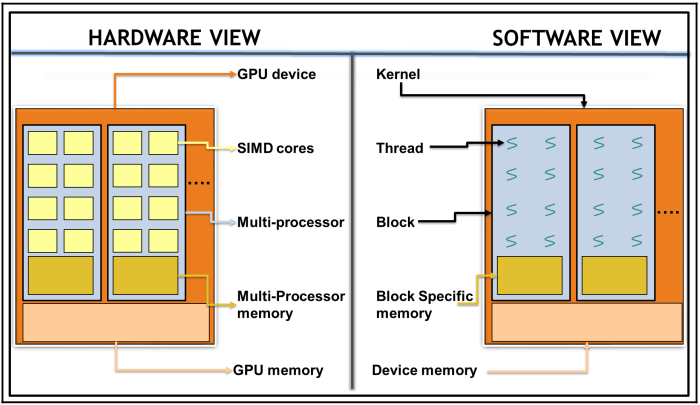 HARDWARE VIEW
GPU device
SIMD cores
....
Multi-processor
Multi-Processor
memory
GPU memory
SOFTWARE VIEW
Kernel
Thread
Block
....
Block Specific
memory
Device memory